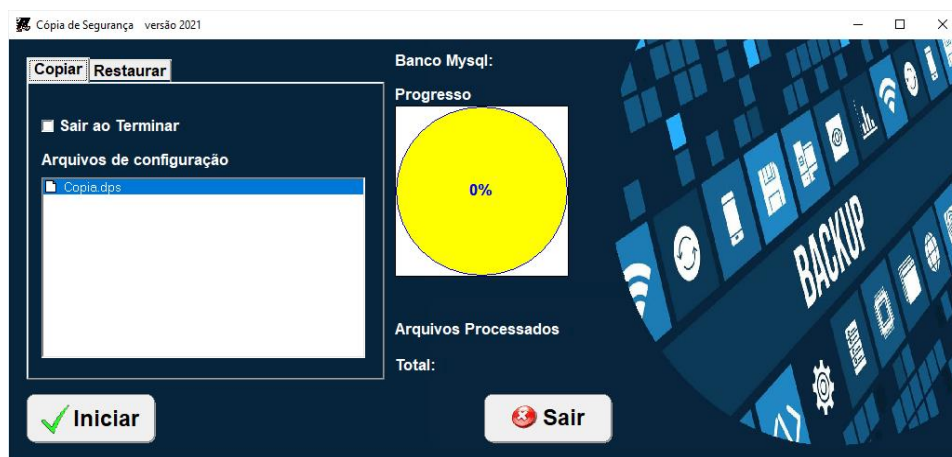 Cópia de Segurança versão 2021
Copiar Restaurar
Sair ao Terminar
Arquivos de configuração
Copia.dps
Banco Mysql:
Progresso
0%
Arquivos Processados
Total:
BACKUP
Iniciar
Sair